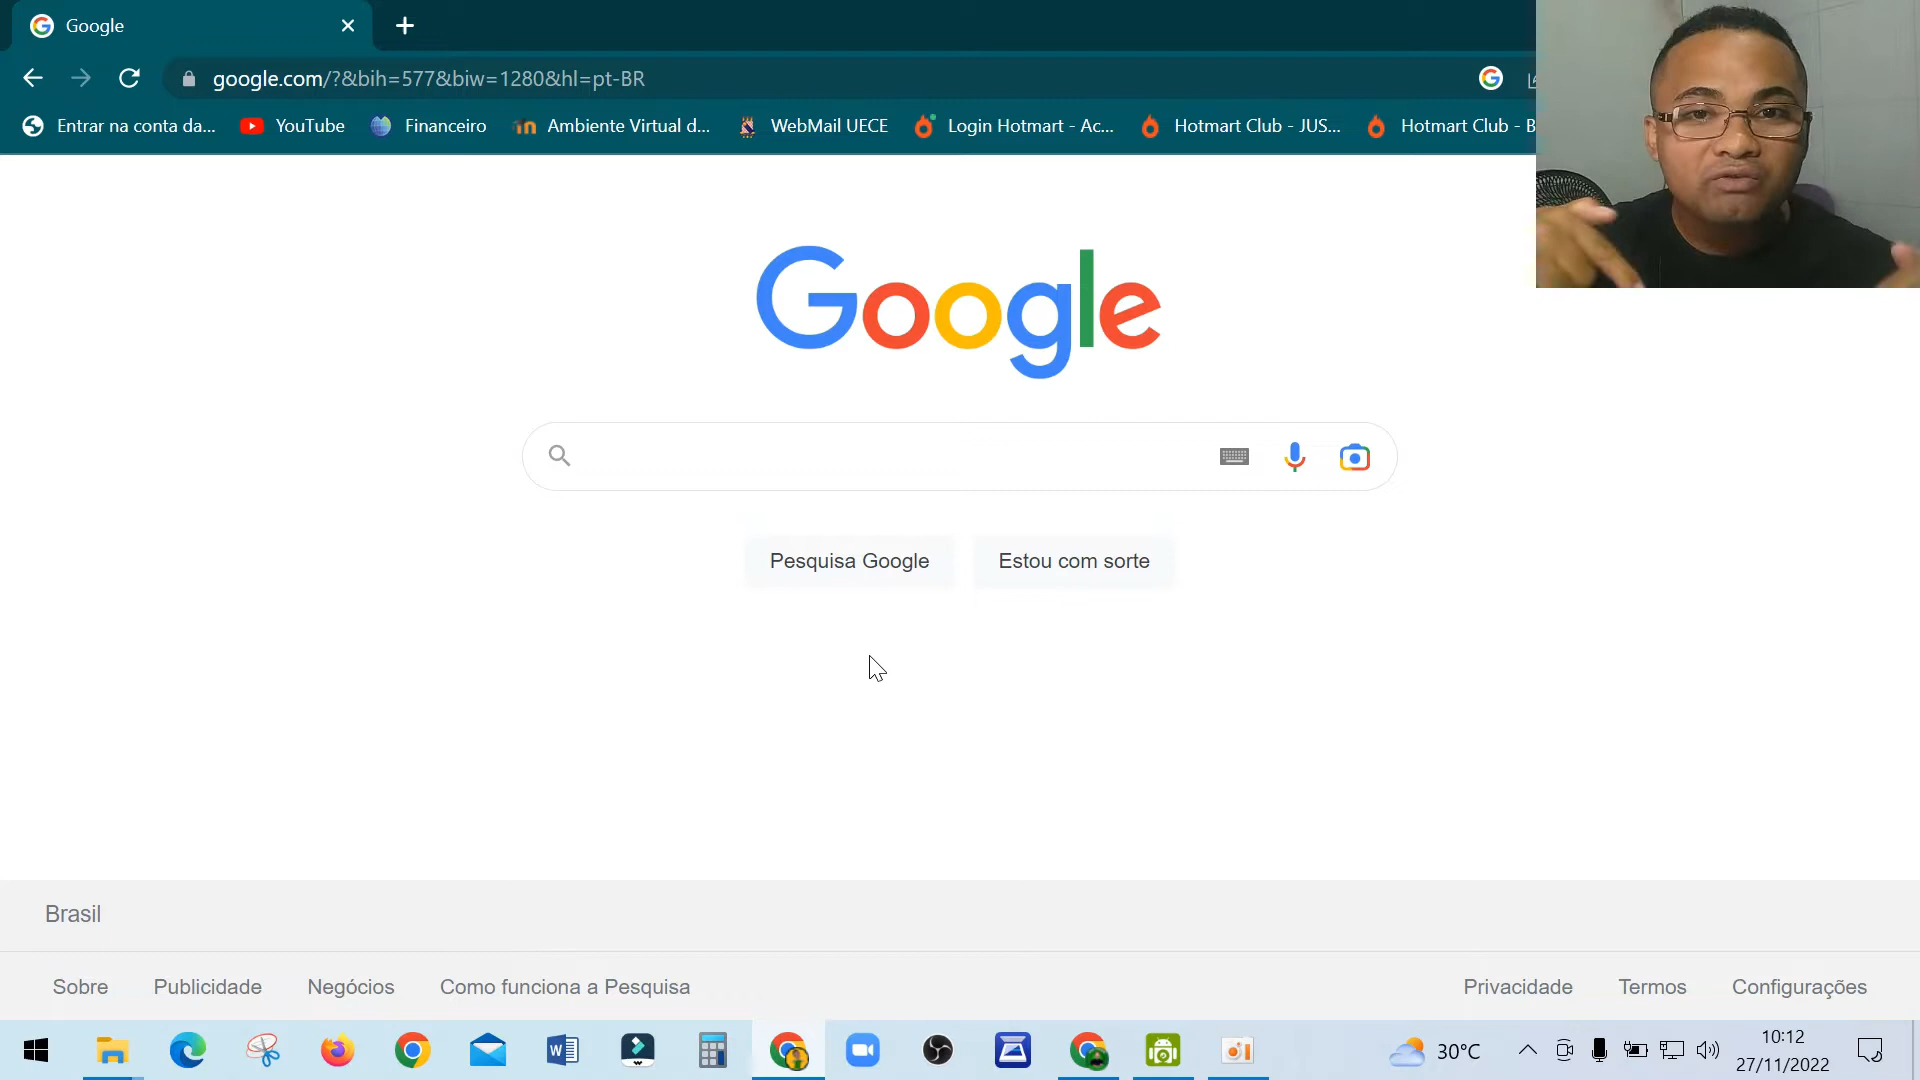 Google
google.com/?&bih=577&biw=1280&hl=pt-BR
Entrar na conta da...
YouTube
Financeiro
Ambiente Virtual d...
WebMail UECE
Login Hotmart - Ac...
Hotmart Club - JUS...
Hotmart Club - B
Google
Pesquisa Google
Estou com sorte
Brasil
Sobre
Publicidade
Negócios
Como funciona a Pesquisa
Privacidade
Termos
Configurações
30°C
10:12
27/11/2022